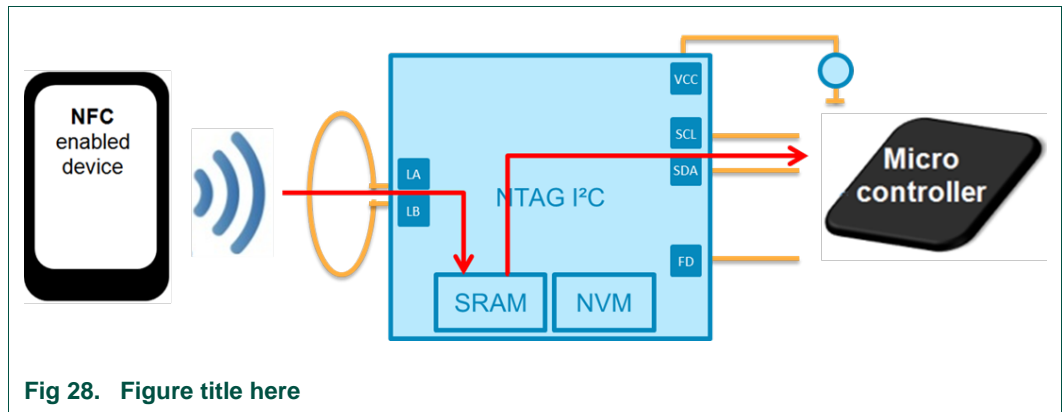 NFC
enabled
device
LA
LB
VCC
SCL
SDA
FD
NTAG I²C
SRAM
NVM
Micro
controller
Fig 28. Figure title here